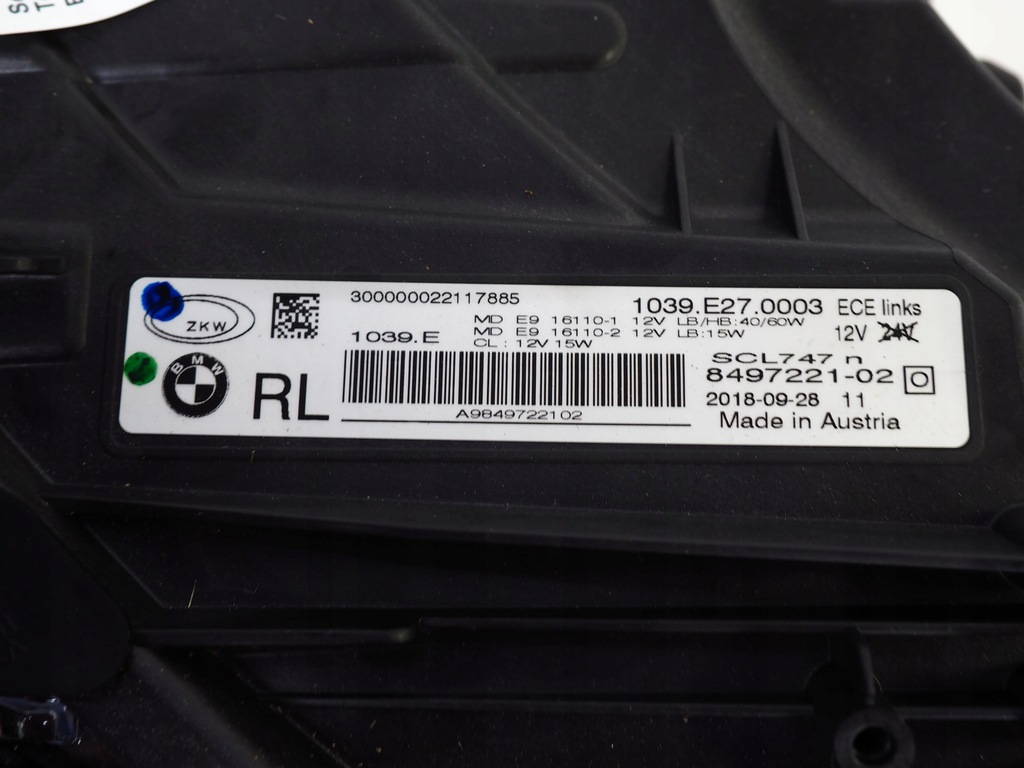 ZKW
BMW
RL
300000022117885
1039.E
MD E9 16110-1 12V LB/HB:40/60W
MD E9 16110-2 12V LB:15W
CL : 12V 15W
A9849722102
1039.E27.0003 ECE links
12V 24V
SCL747 n
8497221-02
2018-09-28 11
Made in Austria